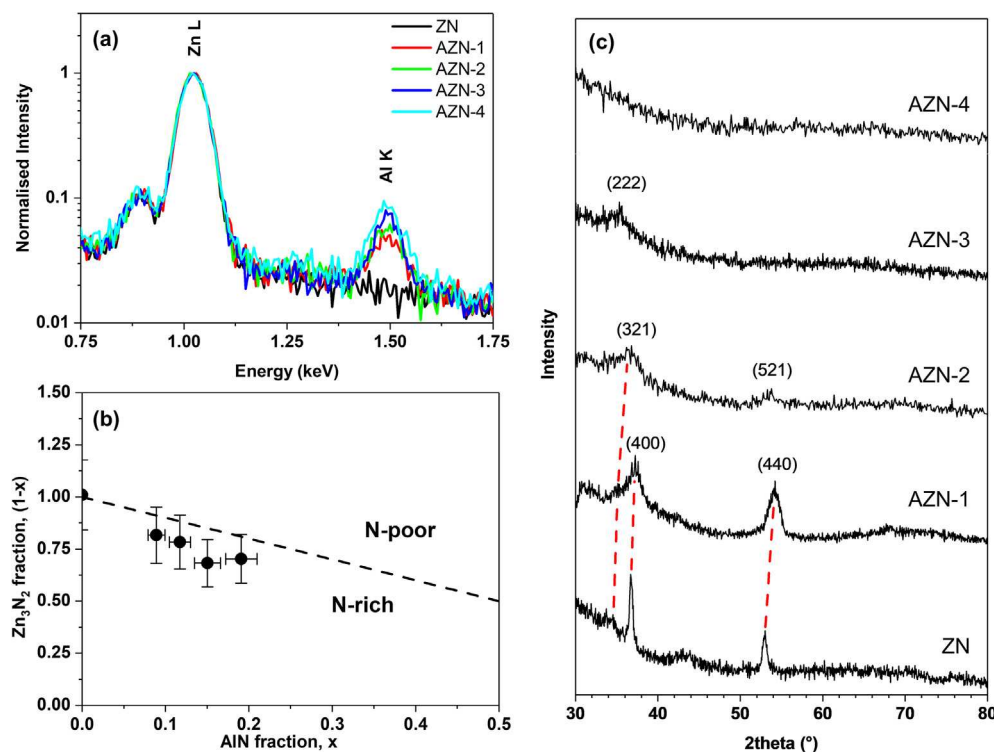 (a)
Zn L
Al K
ZN
AZN-1
AZN-2
AZN-3
AZN-4
Normalised Intensity
1
0.1
0.01
0.75 1.00 1.25 1.50 1.75
Energy (keV)
(b)
N-poor
N-rich
Zn3N2 fraction, (1-x)
1.50
1.25
1.00
0.75
0.50
0.25
0.00
0.0 0.1 0.2 0.3 0.4 0.5
AlN fraction, x
(c)
AZN-4
(222)
AZN-3
(321)
(521)
AZN-2
(400)
(440)
AZN-1
ZN
Intensity
30 40 50 60 70 80
2theta (°)